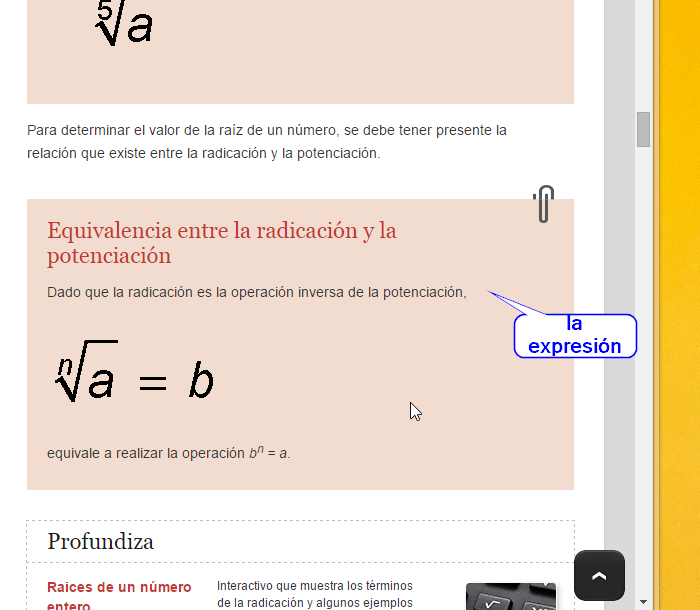 ⁵√a
Para determinar el valor de la raíz de un número, se debe tener presente la
relación que existe entre la radicación y la potenciación.
Equivalencia entre la radicación y la
potenciación
Dado que la radicación es la operación inversa de la potenciación,
la
expresión
ⁿ√a = b
equivale a realizar la operación bⁿ = a.
Profundiza
Raíces de un número
entero
Interactivo que muestra los términos
de la radicación y algunos ejemplos